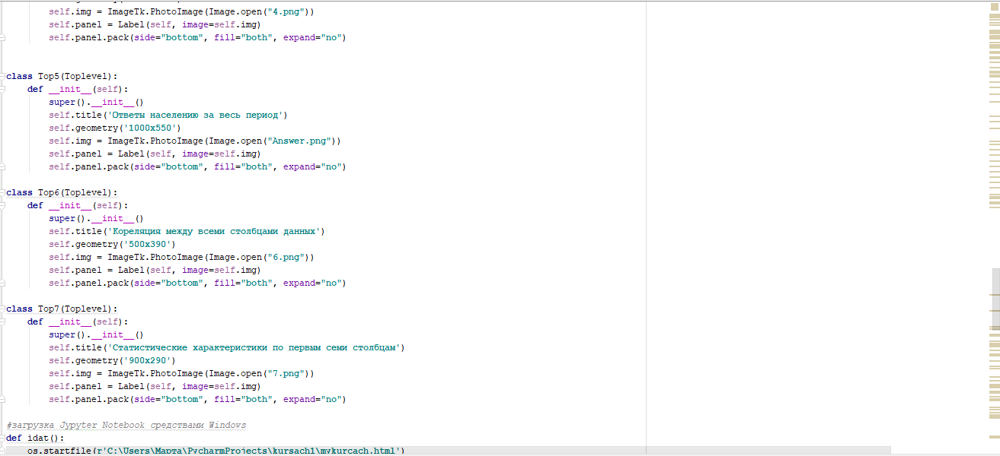 self.img = ImageTk.PhotoImage(Image.open("4.png"))
        self.panel = Label(self, image=self.img)
        self.panel.pack(side="bottom", fill="both", expand="no")
class Top5(Toplevel):
    def __init__(self):
        super().__init__()
        self.title('Ответы населению за весь период')
        self.geometry('1000x550')
        self.img = ImageTk.PhotoImage(Image.open("Answer.png"))
        self.panel = Label(self, image=self.img)
        self.panel.pack(side="bottom", fill="both", expand="no")
class Top6(Toplevel):
    def __init__(self):
        super().__init__()
        self.title('Кореляция между всеми столбцами данных')
        self.geometry('500x390')
        self.img = ImageTk.PhotoImage(Image.open("6.png"))
        self.panel = Label(self, image=self.img)
        self.panel.pack(side="bottom", fill="both", expand="no")
class Top7(Toplevel):
    def __init__(self):
        super().__init__()
        self.title('Статистические характеристики по первым семи столбцам')
        self.geometry('900x290')
        self.img = ImageTk.PhotoImage(Image.open("7.png"))
        self.panel = Label(self, image=self.img)
        self.panel.pack(side="bottom", fill="both", expand="no")
#загрузка Jypyter Notebook средствами Windows
def idat():
    os.startfile(r'C:\Users\Марта\PycharmProjects\kursach1\mykurcach.html')